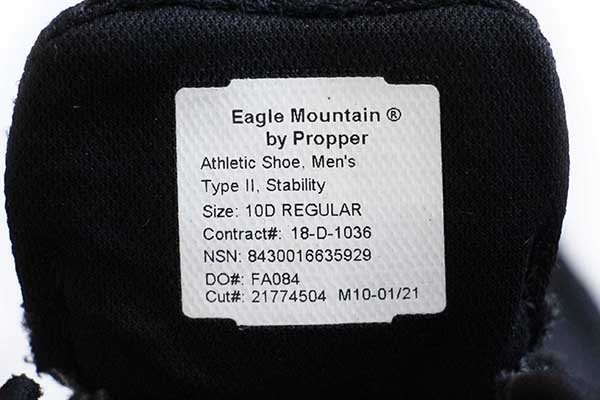 Eagle Mountain ®
by Propper
Athletic Shoe, Men's
Type II, Stability
Size: 10D REGULAR
Contract#: 18-D-1036
NSN: 8430016635929
DO#: FA084
Cut#: 21774504 M10-01/21